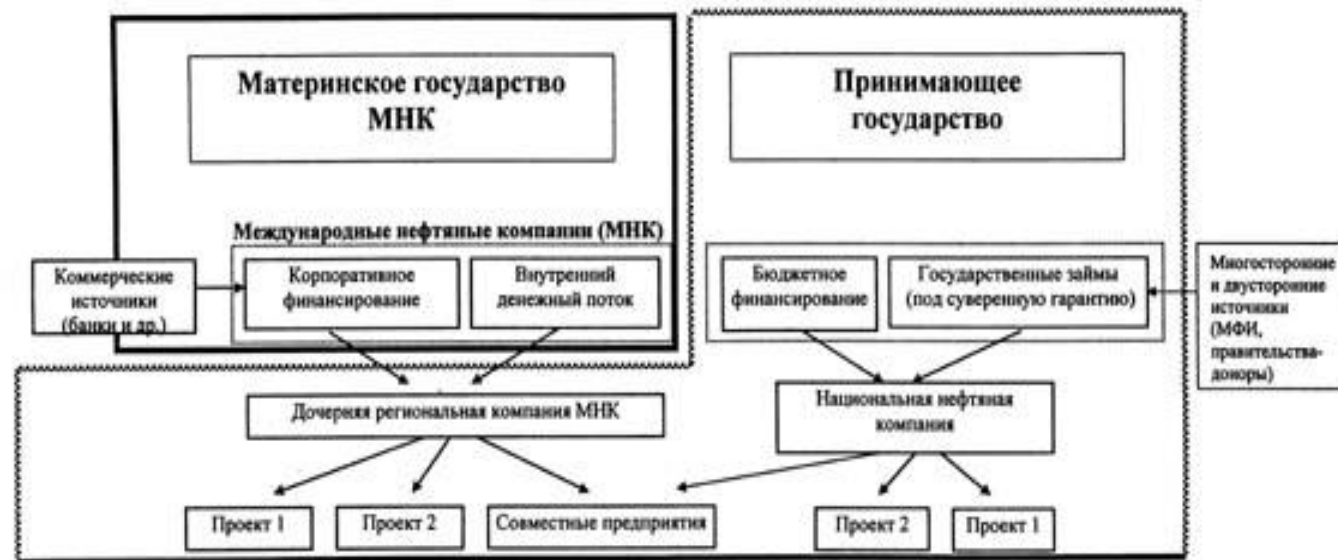 Материнское государство
МНК
Принимающее
государство
Международные нефтяные компании (МНК)
Коммерческие
источники
(банки и др.)
Корпоративное
финансирование
Внутренний
денежный поток
Бюджетное
финансирование
Государственные займы
(под суверенную гарантию)
Многосторонние
и двусторонние
источники
(МФИ,
правительства-
доноры)
Дочерняя региональная компания МНК
Национальная нефтяная
компания
Проект 1
Проект 2
Совместные предприятия
Проект 2
Проект 1